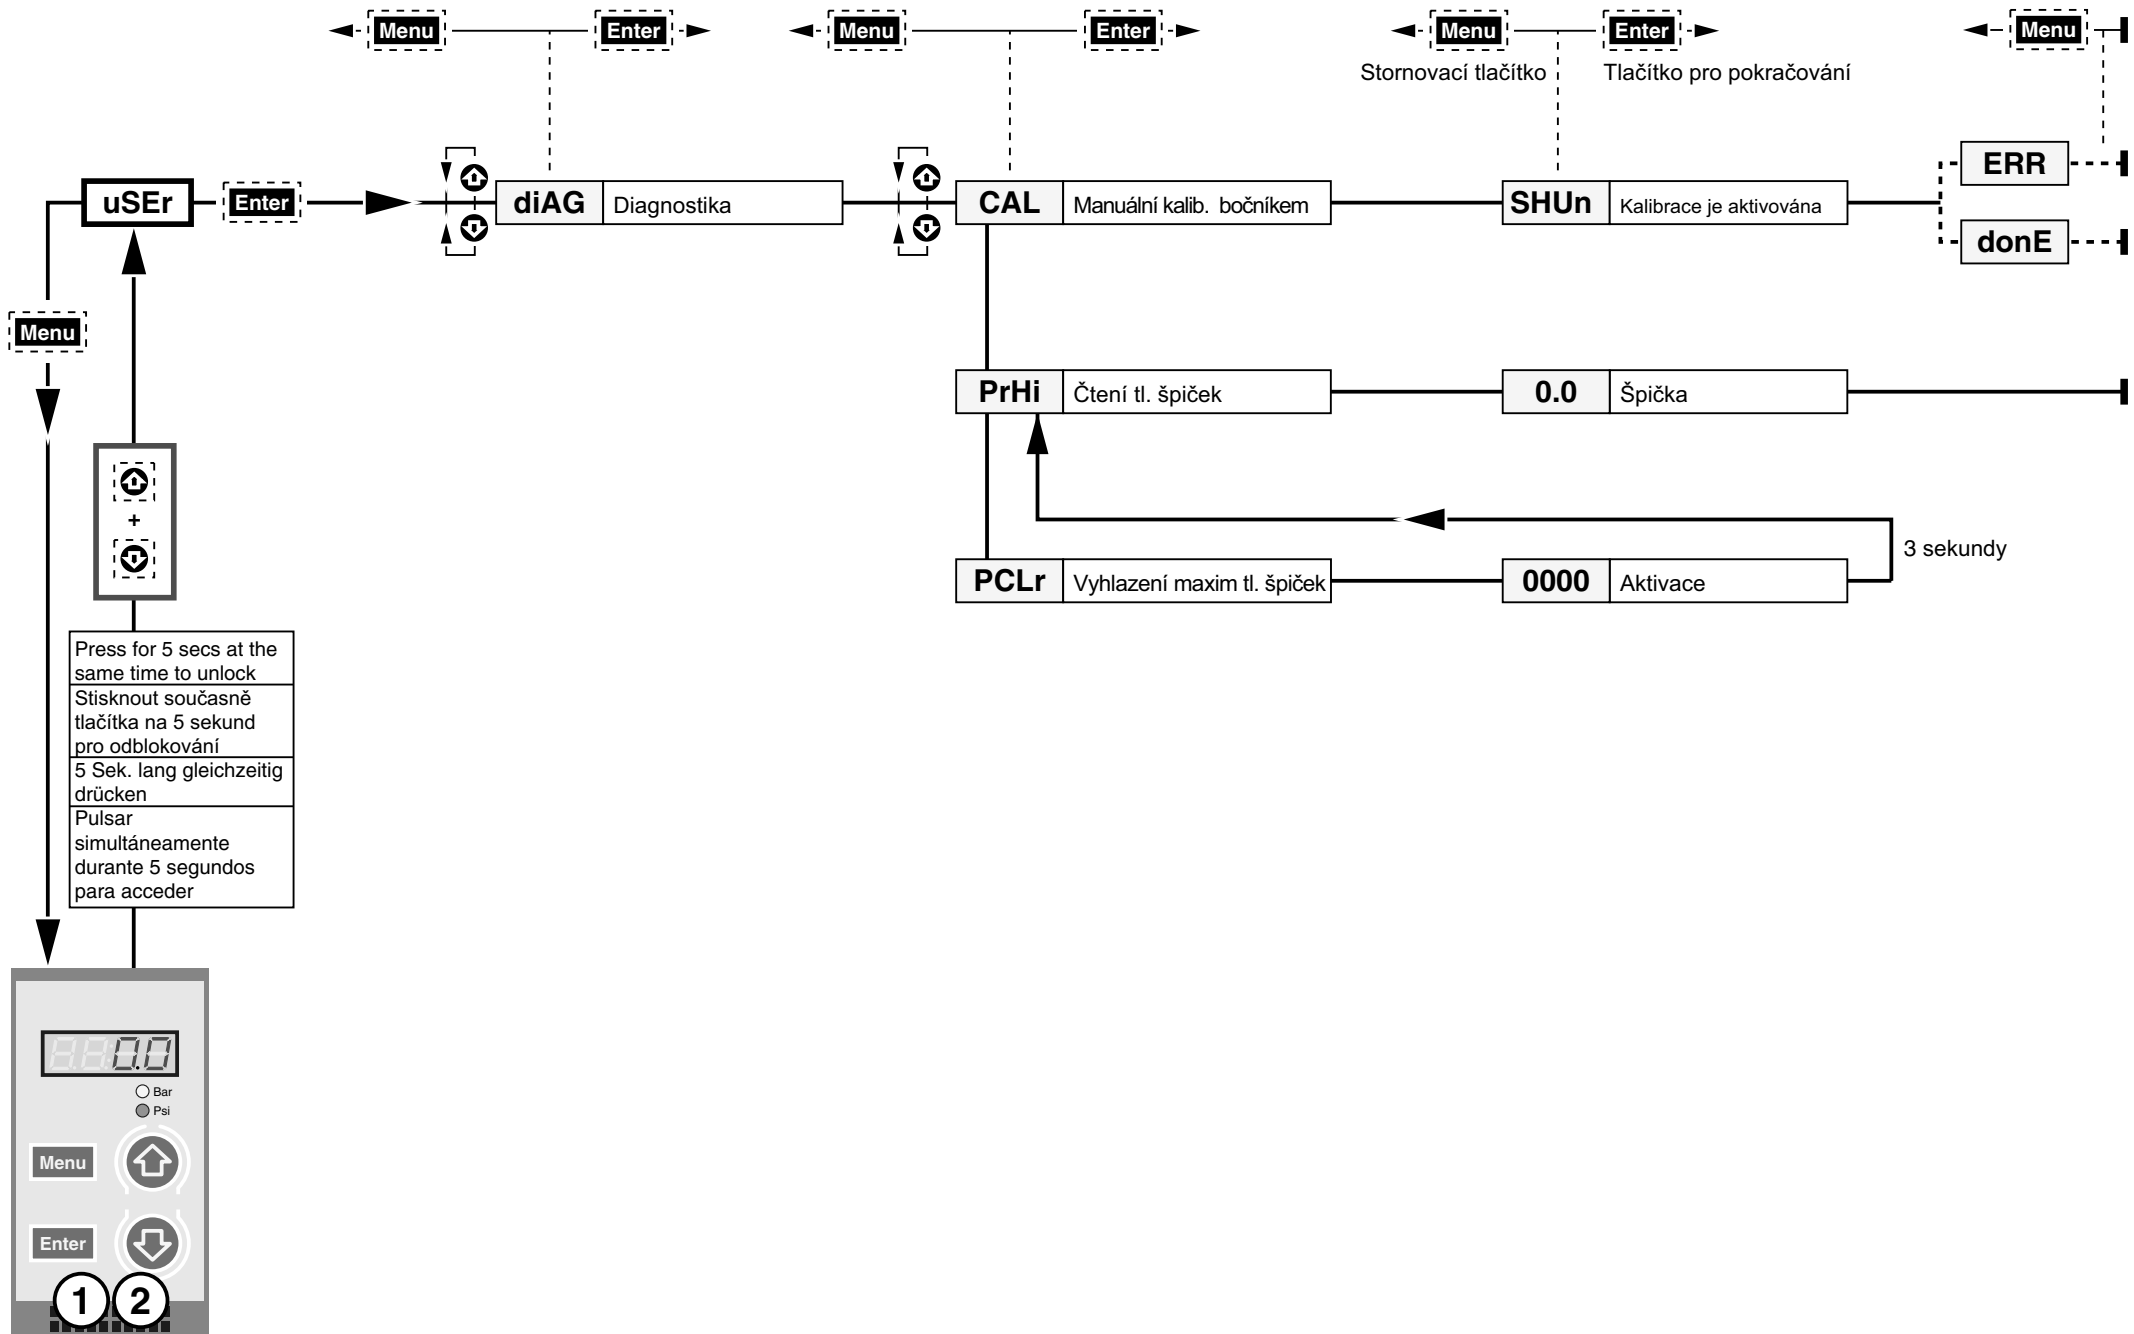 Menu Enter Menu Enter Menu Enter Menu
Stornovací tlačítko Tlačítko pro pokračování
ERR
uSEr Enter diAG Diagnostika CAL Manuální kalib. bočníkem SHUn Kalibrace je aktivována
donE
Menu
PrHi Čtení tl. špiček 0.0 Špička
+
3 sekundy
PCLr Vyhlazení maxim tl. špiček 0000 Aktivace
Press for 5 secs at the
same time to unlock
Stisknout současně
tlačítka na 5 sekund
pro odblokování
5 Sek. lang gleichzeitig
drücken
Pulsar
simultáneamente
durante 5 segundos
para acceder
0.0
Bar
Psi
Menu
Enter
1 2